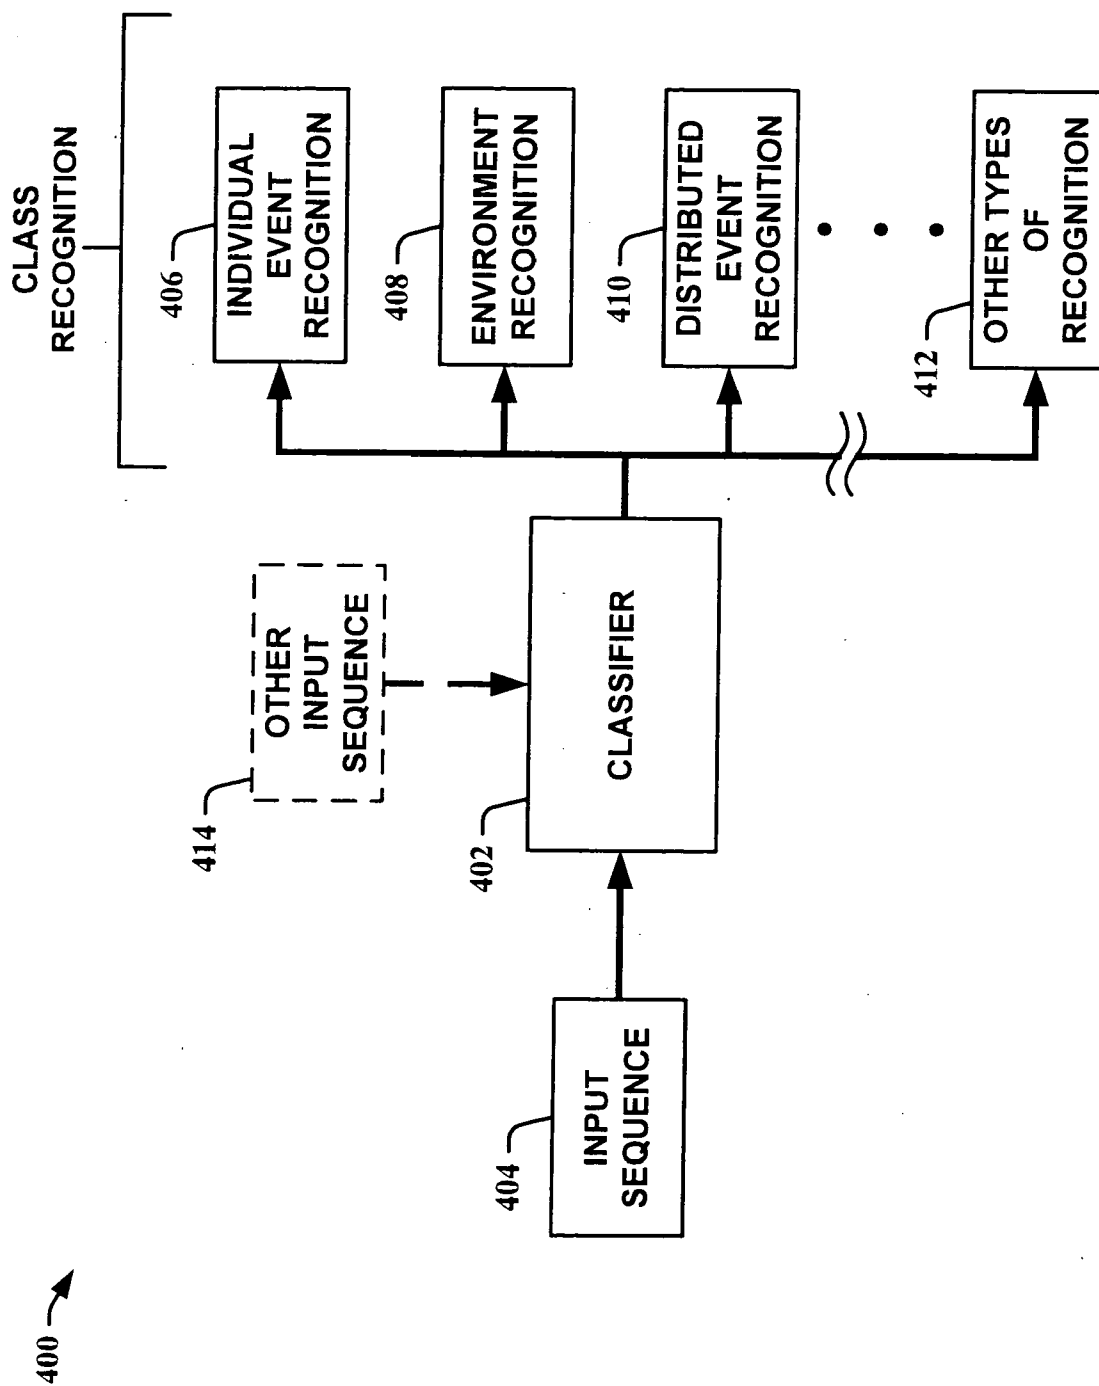 400
404
INPUT
SEQUENCE
414
OTHER
INPUT
SEQUENCE
402
CLASSIFIER
CLASS
RECOGNITION
406
INDIVIDUAL
EVENT
RECOGNITION
408
ENVIRONMENT
RECOGNITION
410
DISTRIBUTED
EVENT
RECOGNITION
412
OTHER TYPES
OF
RECOGNITION